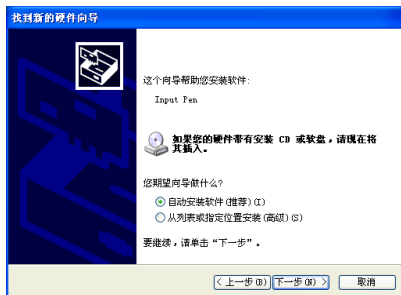 找到新的硬件向导
这个向导帮助您安装软件:
Input Pen
如果您的硬件带有安装 CD 或软盘，请现在将
其插入。
您期望向导做什么?
自动安装软件(推荐)(I)
从列表或指定位置安装(高级)(S)
要继续，请单击“下一步”。
< 上一步(B) 下一步(N) > 取消